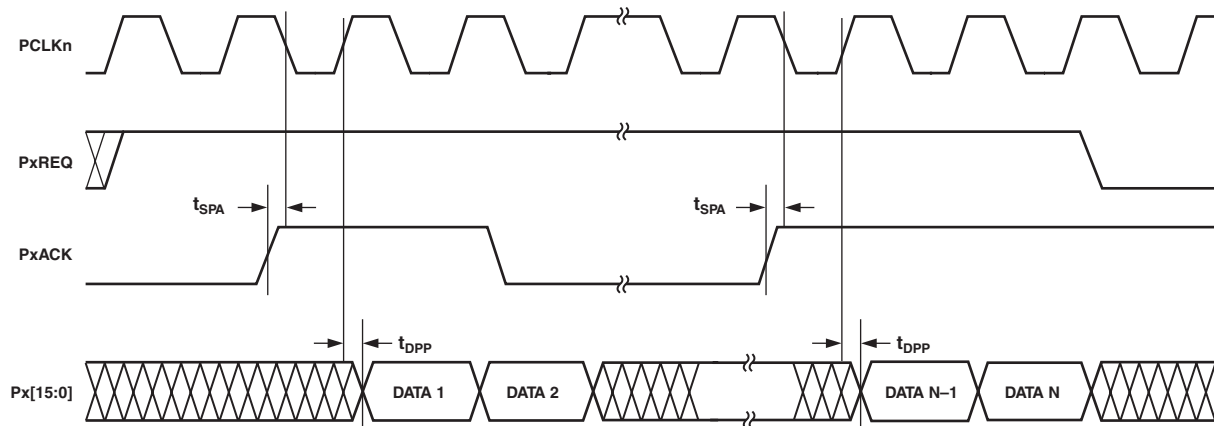 PCLKn
PxREQ
tSPA tSPA
PxACK
tDPP tDPP
Px[15:0] DATA 1 DATA 2 DATA N–1 DATA N